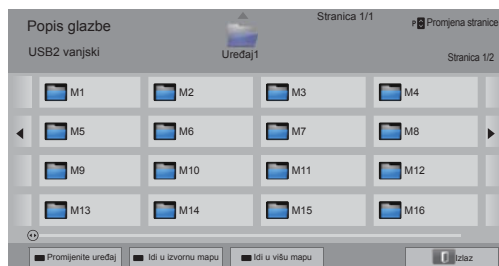 Popis glazbe
Stranica 1/1
P Promjena stranice
USB2 vanjski
Uređaj1
Stranica 1/2
M1 M2 M3 M4
M5 M6 M7 M8
M9 M10 M11 M12
M13 M14 M15 M16
Promijenite uređaj Idi u izvornu mapu Idi u višu mapu Izlaz